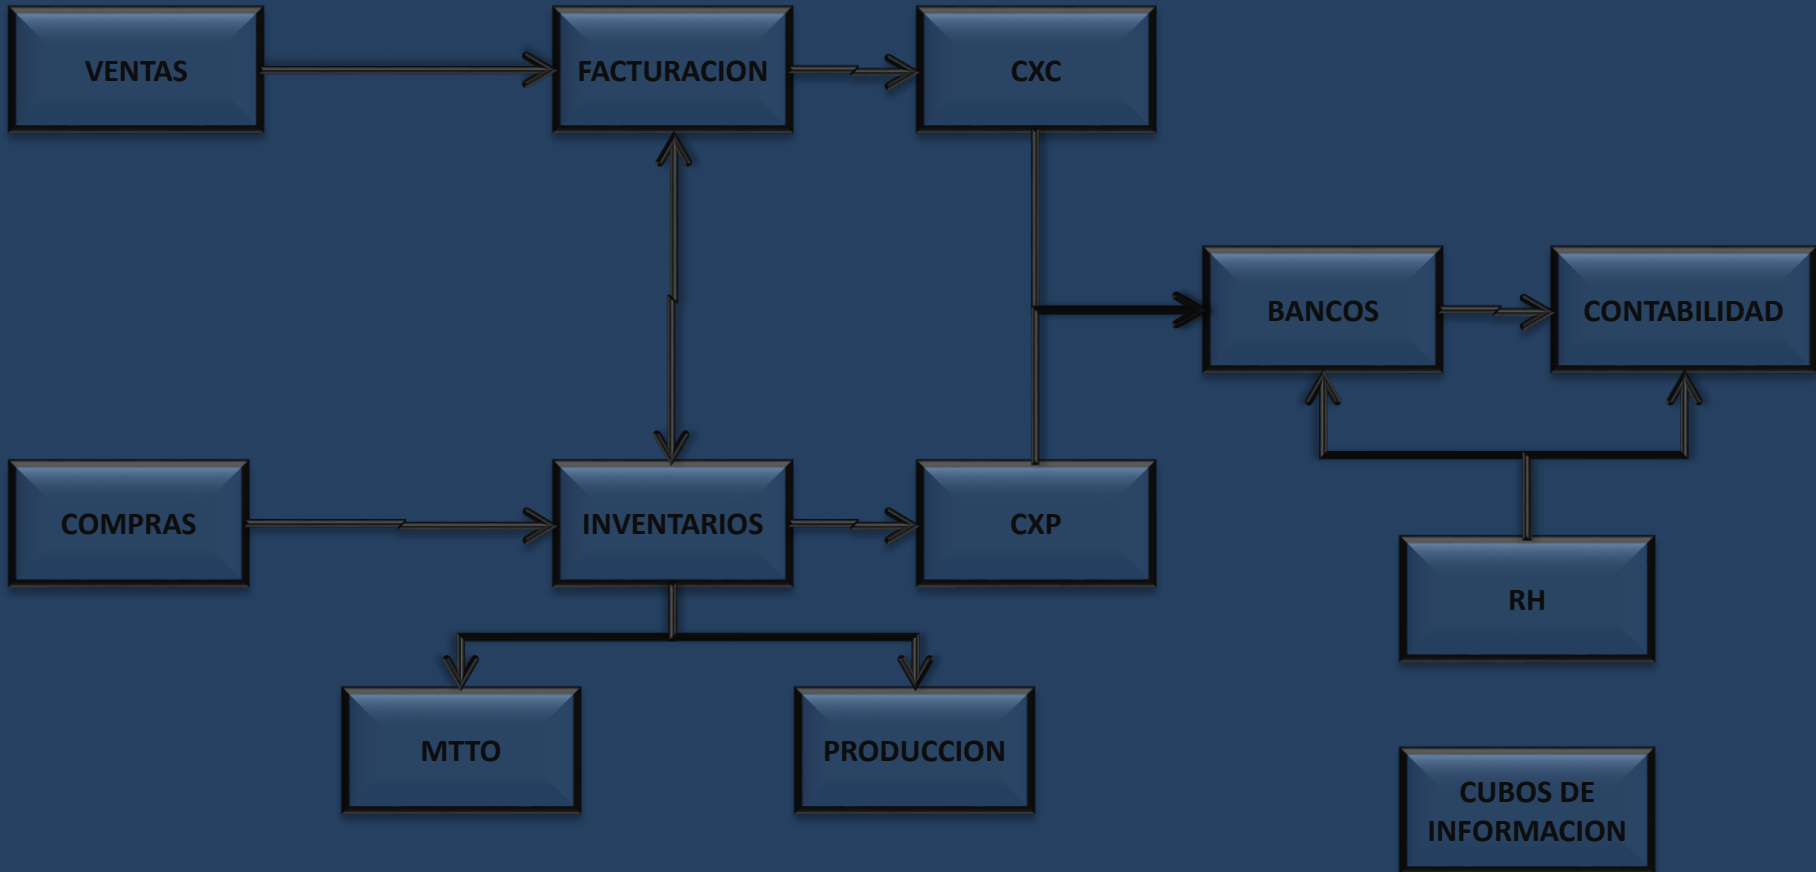 VENTAS
FACTURACION
CXC
BANCOS
CONTABILIDAD
COMPRAS
INVENTARIOS
CXP
RH
MTTO
PRODUCCION
CUBOS DE
INFORMACION